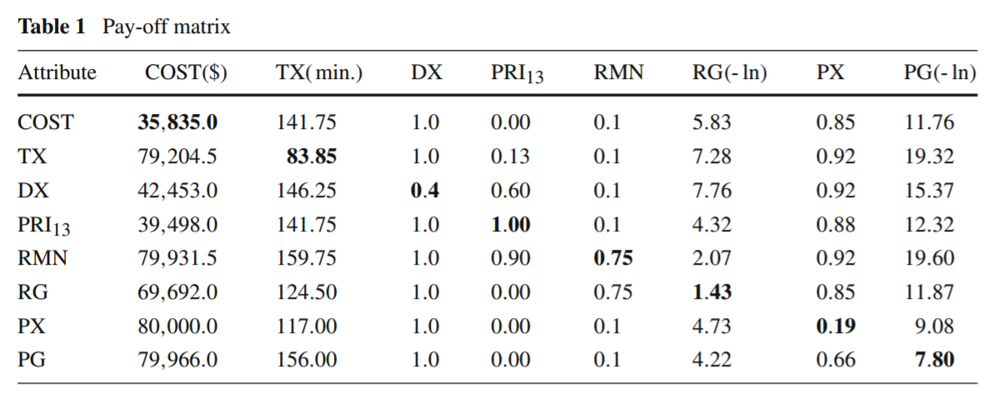 Table 1 Pay-off matrix
Attribute COST($) TX(min.) DX PRI13 RMN RG(- ln) PX PG(- ln)
COST 35,835.0 141.75 1.0 0.00 0.1 5.83 0.85 11.76
TX 79,204.5 83.85 1.0 0.13 0.1 7.28 0.92 19.32
DX 42,453.0 146.25 0.4 0.60 0.1 7.76 0.92 15.37
PRI13 39,498.0 141.75 1.0 1.00 0.1 4.32 0.88 12.32
RMN 79,931.5 159.75 1.0 0.90 0.75 2.07 0.92 19.60
RG 69,692.0 124.50 1.0 0.00 0.75 1.43 0.85 11.87
PX 80,000.0 117.00 1.0 0.00 0.1 4.73 0.19 9.08
PG 79,966.0 156.00 1.0 0.00 0.1 4.22 0.66 7.80